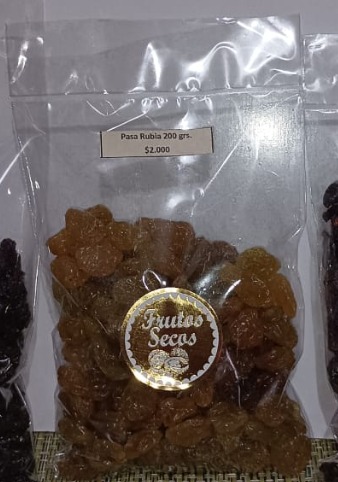 Pasa Rubia 200 grs.
$2.000
Frutos
Secos